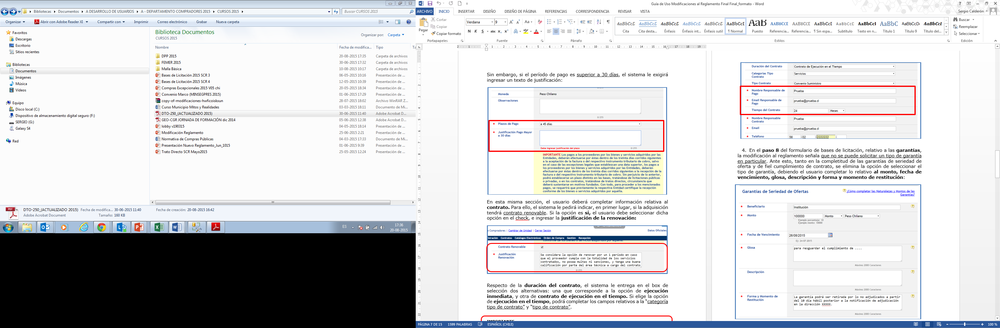 Bibliotecas ▸ Documentos ▸ A DESARROLLO DE USUARIOS ▸ A - DEPARTAMENTO COMPRADORES 2015 ▸ CURSOS 2015 ▸
Buscar CURSOS 2015
Organizar Abrir con Adobe Reader XI Compartir con Imprimir Correo electrónico Grabar Nueva carpeta
Favoritos
Descargas
Escritorio
Sitios recientes
Bibliotecas
Documentos
Imágenes
Música
Vídeos
Equipo
Disco local (C:)
Dispositivo de almacenamiento digital seguro (F:)
SERGIO (G:)
Galaxy S4
Red
Biblioteca Documentos
CURSOS 2015
Organizar por: Carpeta
Nombre Fecha de modifica... Tipo
DPP 2015 20-08-2015 17:35 Carpeta de archivos
FEMER 2015 30-06-2015 17:32 Carpeta de archivos
Malla Básica 10-08-2015 10:17 Carpeta de archivos
Bases de Licitación 2015 SCR 3 06-05-2015 10:16 Presentación de ...
Bases de Licitación 2015 SCR 4 12-05-2015 10:39 Presentación de ...
Compras Excepcionales 2015 V05 chi 20-05-2015 18:34 Presentación de ...
Convenio Marco (MINSEGPRES 2015) 01-06-2015 17:29 Presentación de ...
copy-of-modificaciones-hwficoiskxun 28-07-2015 18:02 Archivo WinRAR Z...
Curso Municipio Mitos y Realidades 03-03-2015 18:11 Documento de Mi...
DTO-250_(ACTUALIZADO 2015) 30-06-2015 11:40 Adobe Acrobat D...
GEO-CGR JORNADA DE FORMACIÓN dic 2014 05-06-2015 12:38 Adobe Acrobat D...
lobby v190315 04-05-2015 18:14 Presentación de ...
Modificación Reglamento 25-06-2015 2:21 Presentación de ...
Normativa de Compras Públicas 04-03-2015 17:33 Documento de Mi...
Presentación Nuevo Reglamento_Jun_1015 01-06-2015 9:39 Presentación de ...
Trato Directo SCR Mayo2015 25-05-2015 12:24 Presentación de ...
DTO-250_(ACTUALIZADO 2015) Fecha de modifica... 30-06-2015 11:40 Fecha de creación: 20-08-2015 16:42
Adobe Acrobat Document Tamaño: 160 KB
ES 17:36
20-08-2015
Guía de Uso Modificaciones al Reglamento Final Final_formato - Word
ARCHIVO INICIO INSERTAR DISEÑO DISEÑO DE PÁGINA REFERENCIAS CORRESPONDENCIA REVISAR VISTA Sergio Calderón
Pegar
Cortar
Copiar
Copiar formato
Portapapeles
Verdana 9
N K S abc x₂ x²
Fuente
Párrafo
AaBbCcD AaBbCcD AaBbCcD AaBbCcD AaBbCcD AaBbCcI AaB AABBCCI AABBCCD AaBbCcI AaBbCcD AaBbCcl AaBbC AaBbCcD AaBbCcl
Cita Cita desta... Énfasis Énfasis int... Énfasis sutil ¶ Normal Puesto Referencia... Referencia... ¶ Sin espa... Subtítulo Texto en n... Título 1 Título 9 Título del...
Estilos
Buscar
Reemplazar
Seleccionar
Edición
Sin embargo, si el período de pago es superior a 30 días, el sistema le exigirá
ingresar un texto de justificación:
Moneda Peso Chileno
Observaciones
0/255
* Plazos de Pago a 45 días
* Justificación Pago Mayor
a 30 días
Debe ingresar justificación del plazo 0/255
IMPORTANTE Los pagos a los proveedores por los bienes y servicios adquiridos por las
Entidades, deberán efectuarse por éstas dentro de los treinta días corridos siguientes
a la aceptación de la factura o del respectivo instrumento tributario de cobro, salvo
en el caso de las excepciones legales que establezcan una data superior, los pagos a
los proveedores por los bienes y servicios adquiridos por las Entidades, deberán
efectuarse por éstas dentro de los treinta días corridos siguientes a la recepción de la
factura o del respectivo instrumento tributario de cobro. Sin perjuicio de lo anterior,
podrá establecerse un plazo distinto en las bases, tratándose de licitaciones públicas
o privadas, o en los contratos, tratándose de tratos directos, circunstancia que
deberá sustentarse en motivos fundados. Con todo, para proceder a los mencionados
pagos, se requerirá que previamente la respectiva Entidad certifique la recepción
conforme de los bienes o servicios adquiridos por aquélla.
En esta misma sección, el usuario deberá completar información relativa al
contrato. Para ello, el sistema le pedirá indicar, en primer lugar, si la adquisición
tendrá contrato renovable. Si la opción es si, el usuario debe seleccionar dicha
opción en el check, e ingresar la justificación de la renovación:
Compradores | Cambiar de Unidad | Cerrar Sesión Datos Oficiales
istración Contratos Catálogos Electrónicos Orden de Compra Gestión Recepción
conforme de los bienes o servicios adquiridos por aquélla.
Contrato Renovable
* Justificación
Renovación
Se considera la opción de renovar por un 1 período en caso
que el proveedor cumpla con la totalidad de los servicios
contratados, no posea multas ni sanciones, y tenga una buena
calificación por parte del área técnica a cargo del contrato
0/255
Respecto de la duración del contrato, el sistema le entrega en el box de
selección dos alternativas: una que corresponde a la opción de ejecución
inmediata, y otra de contrato de ejecución en el tiempo. Si elige la opción
de ejecución en el tiempo, podrá completar los campos relativos a la “categoría
tipo de contrato” y “tipo de contrato”.
IMPORTANTE
Duración del Contrato Contrato de Ejecución en el Tiempo
Categorías Tipo
Contrato Servicios
Tipo Contrato Convenio Suministro
* Nombre Responsable de
Pago Prueba
* Email Responsable de
Pago prueba@prueba.cl
Tiempo del Contrato 24 Meses
* Nombre Responsable
Contrato Prueba
* Email prueba@prueba.cl
* Teléfono 56 -02 -2222222 -
4. En el paso 8 del formulario de bases de licitación, relativo a las garantías,
la modificación al reglamento señala que no se puede solicitar un tipo de garantía
en particular. Ante esto, tanto en la completitud de las garantías de seriedad de
oferta y de fiel cumplimiento de contrato, se elimina la opción de seleccionar el
tipo de garantía, debiendo el usuario completar lo relativo al monto, fecha de
vencimiento, glosa, descripción y forma y momento de restitución:
Garantías de Seriedad de Ofertas ¿Cómo completar las Naturalezas y Montos de las
Garantías?
* Beneficiario Institución
* Monto 100000 Monto Peso Chileno
Ejemplo porcentaje: 10
Ejemplo monto: 10000
* Fecha de Vencimiento 26/08/2015
Ej: 24-07-2015
* Glosa para resguardar el cumplimiento de ....
Máximo 2000 Caracteres
Descripción
Máximo 2000 Caracteres
* Forma y Momento de
Restitución
La garantía podrá ser retirada por lo no adjudicados a partir
del 10 día hábil posterior a la notificación de adjudicación
en la dirección XXXXX.
Máximo 2000 Caracteres
PÁGINA 7 DE 15 1599 PALABRAS ESPAÑOL (CHILE) 100 %